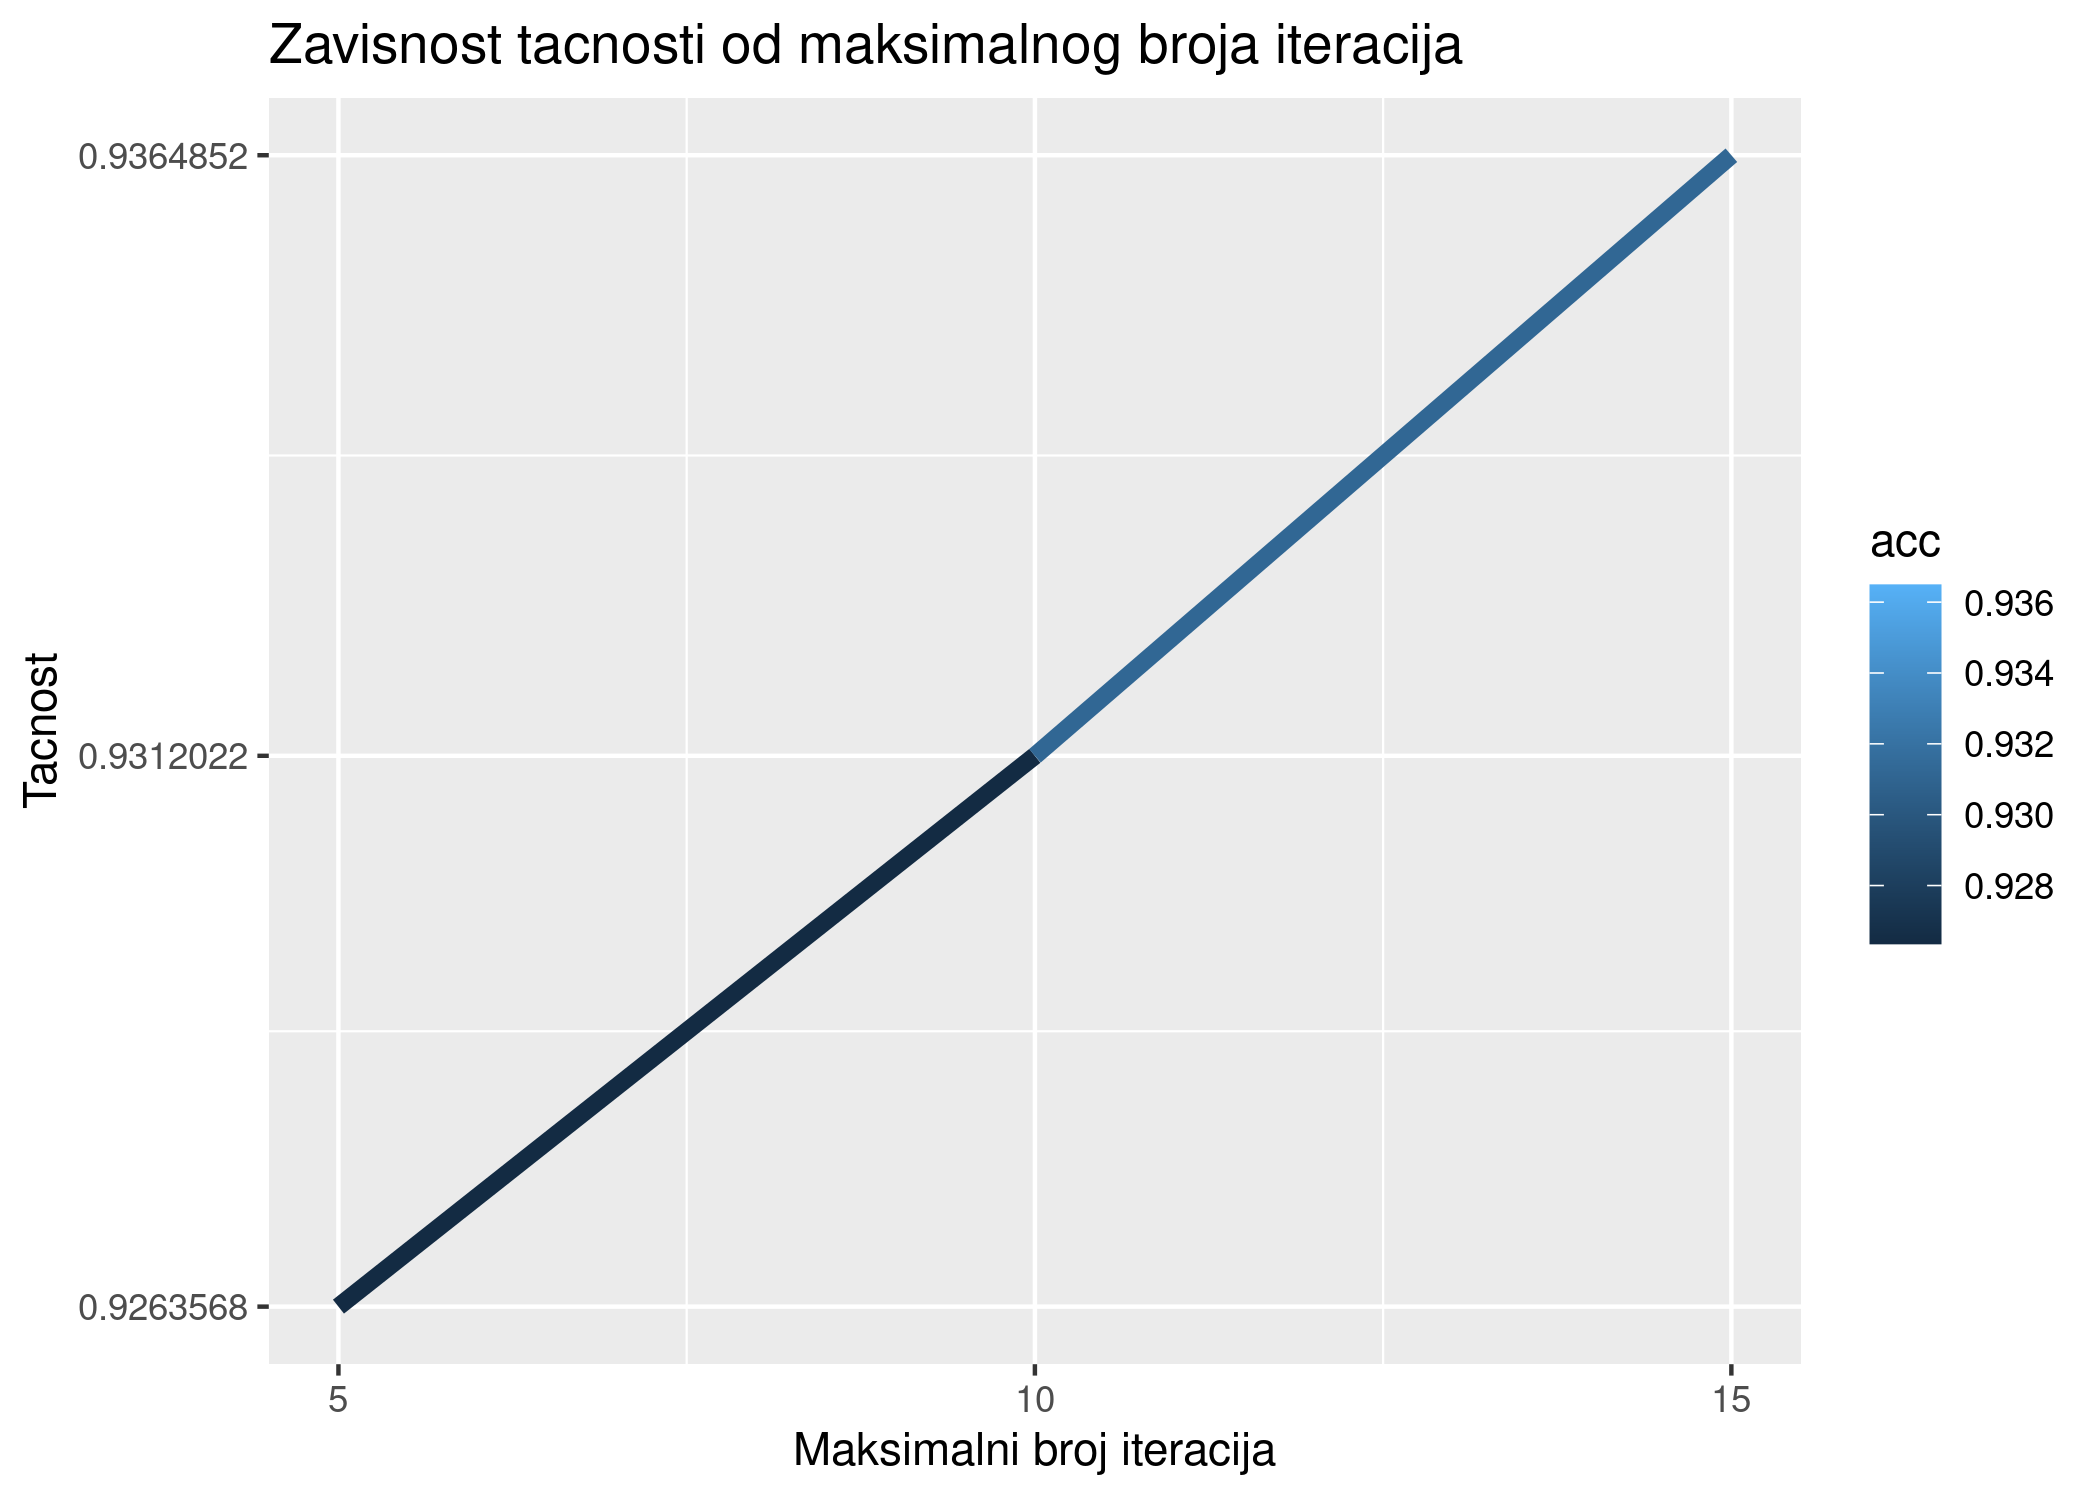 Zavisnost tacnosti od maksimalnog broja iteracija
Tacnost
0.9364852
0.9312022
0.9263568
5
10
15
Maksimalni broj iteracija
acc
0.936
0.934
0.932
0.930
0.928